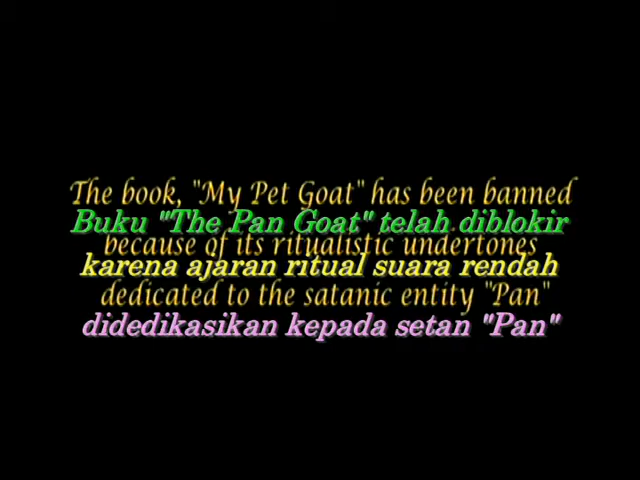 The book, "My Pet Goat" has been banned
Buku "The Pan Goat" telah diblokir
because of its ritualistic undertones
karena ajaran ritual suara rendah
dedicated to the satanic entity "Pan"
didedikasikan kepada setan "Pan"